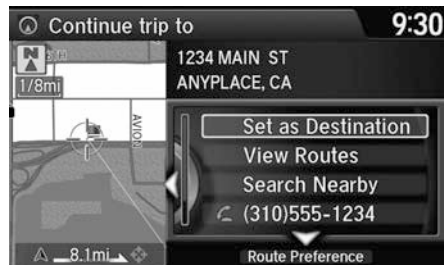 Continue trip to
9:30
N
1/8mi
AVION
8.1mi
1234 MAIN ST
ANYPLACE, CA
Set as Destination
View Routes
Search Nearby
(310)555-1234
Route Preference